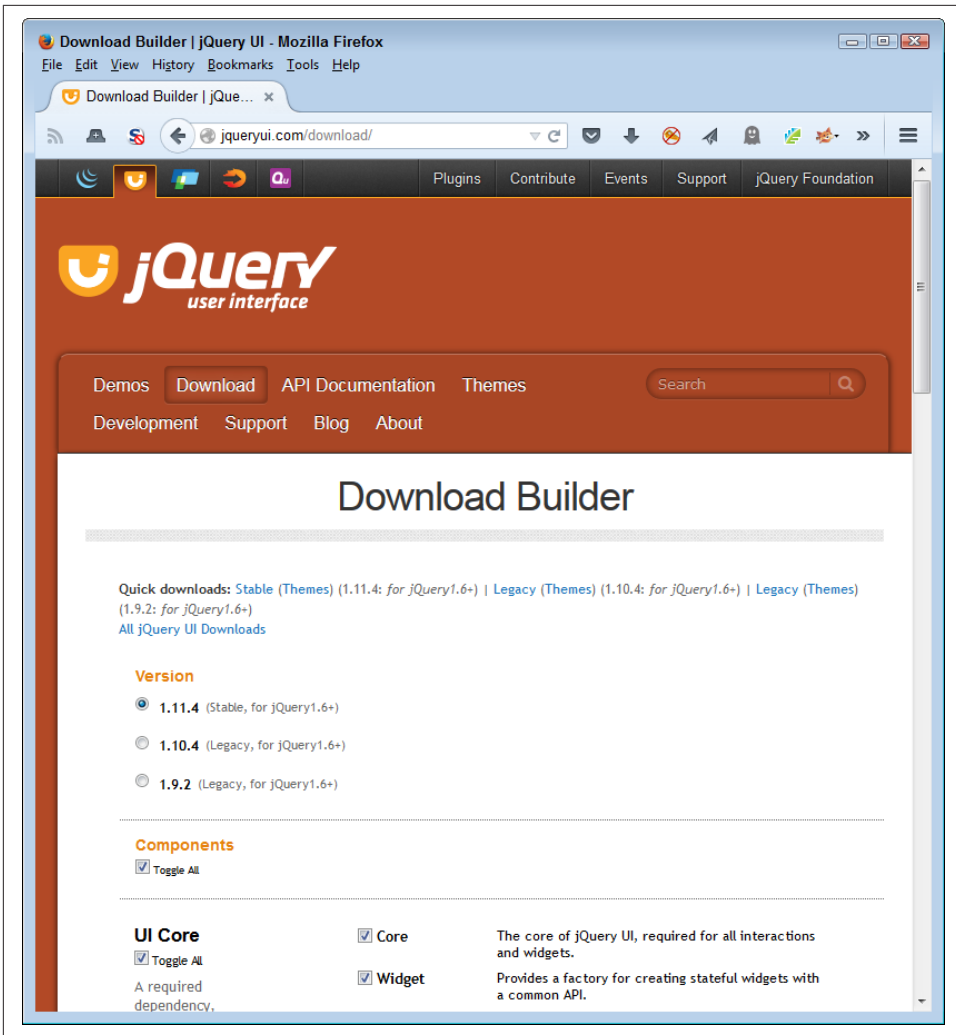 Download Builder | jQuery UI - Mozilla Firefox
File Edit View History Bookmarks Tools Help
Download Builder | jQue... ×
jqueryui.com/download/
Plugins Contribute Events Support jQuery Foundation
jQuery
user interface
Demos Download API Documentation Themes Search
Development Support Blog About
Download Builder
Quick downloads: Stable (Themes) (1.11.4: for jQuery1.6+) | Legacy (Themes) (1.10.4: for jQuery1.6+) | Legacy (Themes)
(1.9.2: for jQuery1.6+)
All jQuery UI Downloads
Version
1.11.4 (Stable, for jQuery1.6+)
1.10.4 (Legacy, for jQuery1.6+)
1.9.2 (Legacy, for jQuery1.6+)
Components
Toggle All
UI Core
Toggle All
A required
dependency,
Core
The core of jQuery UI, required for all interactions
and widgets.
Widget
Provides a factory for creating stateful widgets with
a common API.